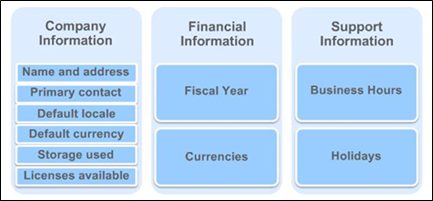 Company
Information
Name and address
Primary contact
Default locale
Default currency
Storage used
Licenses available
Financial
Information
Fiscal Year
Currencies
Support
Information
Business Hours
Holidays